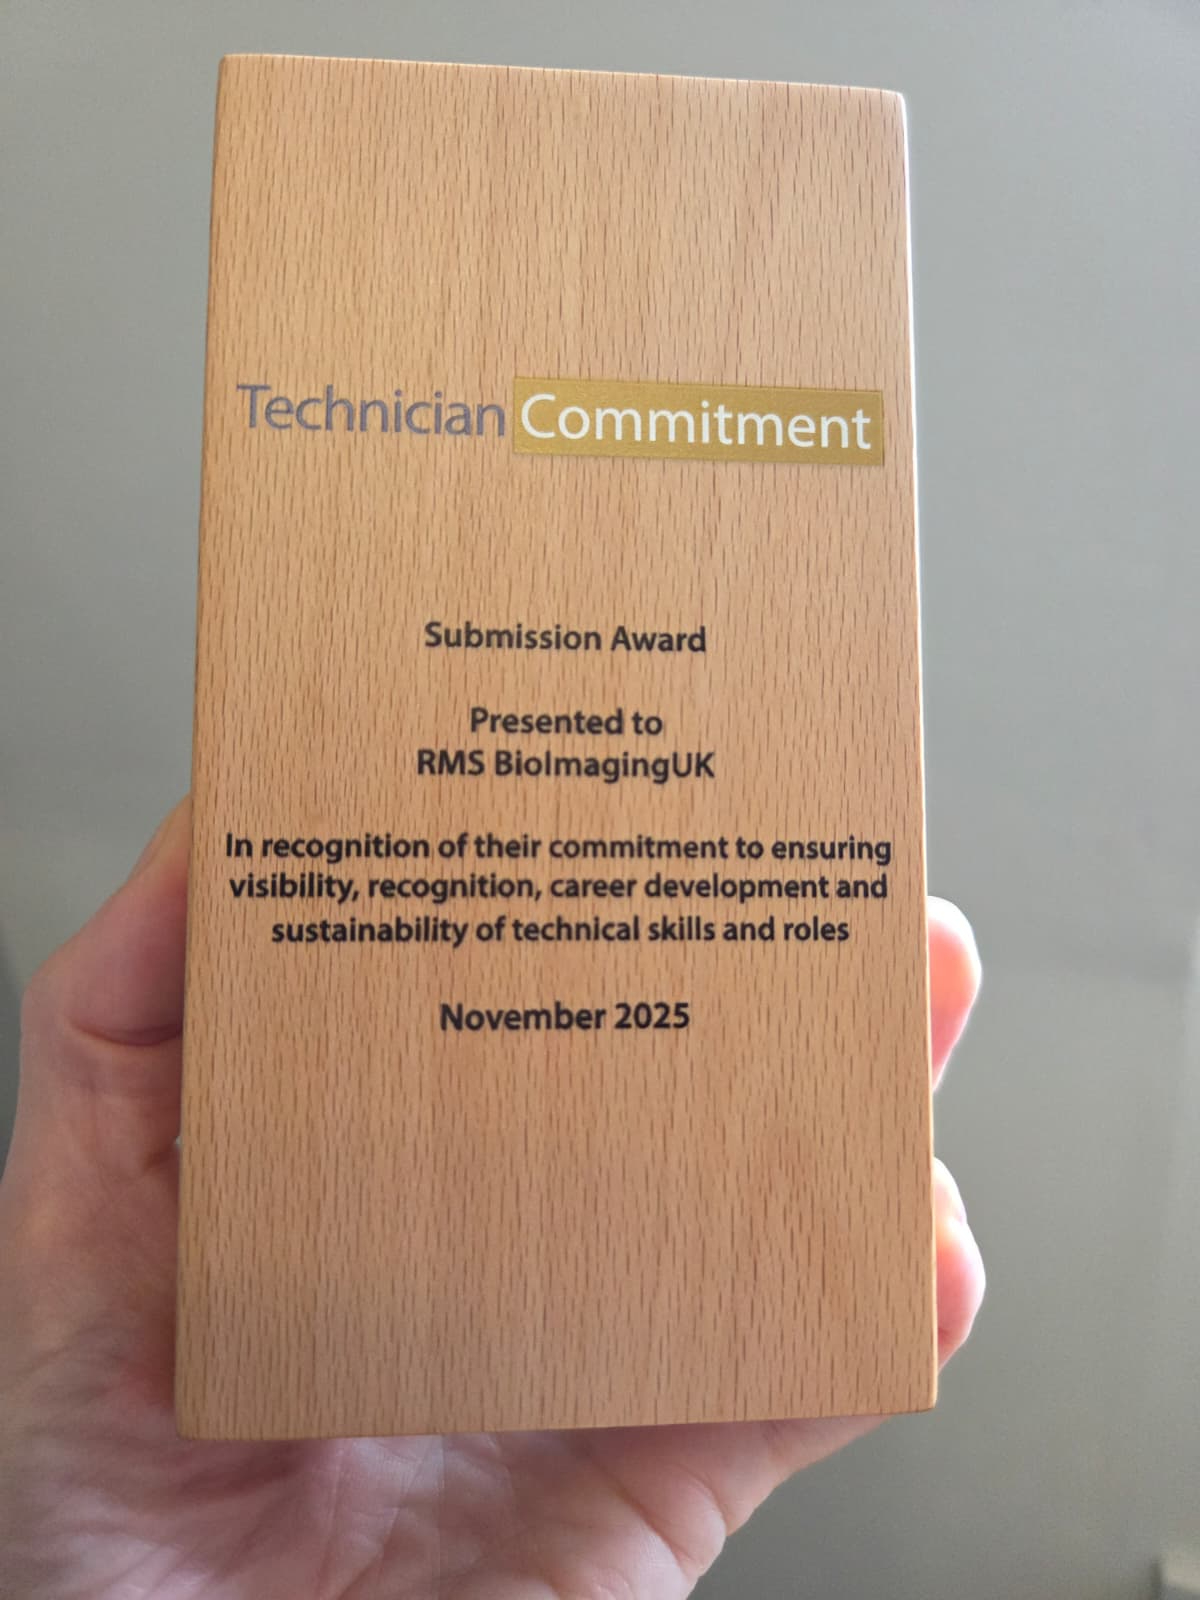 Technician Commitment
Submission Award
Presented to
RMS BioImagingUK
In recognition of their commitment to ensuring
visibility, recognition, career development and
sustainability of technical skills and roles
November 2025